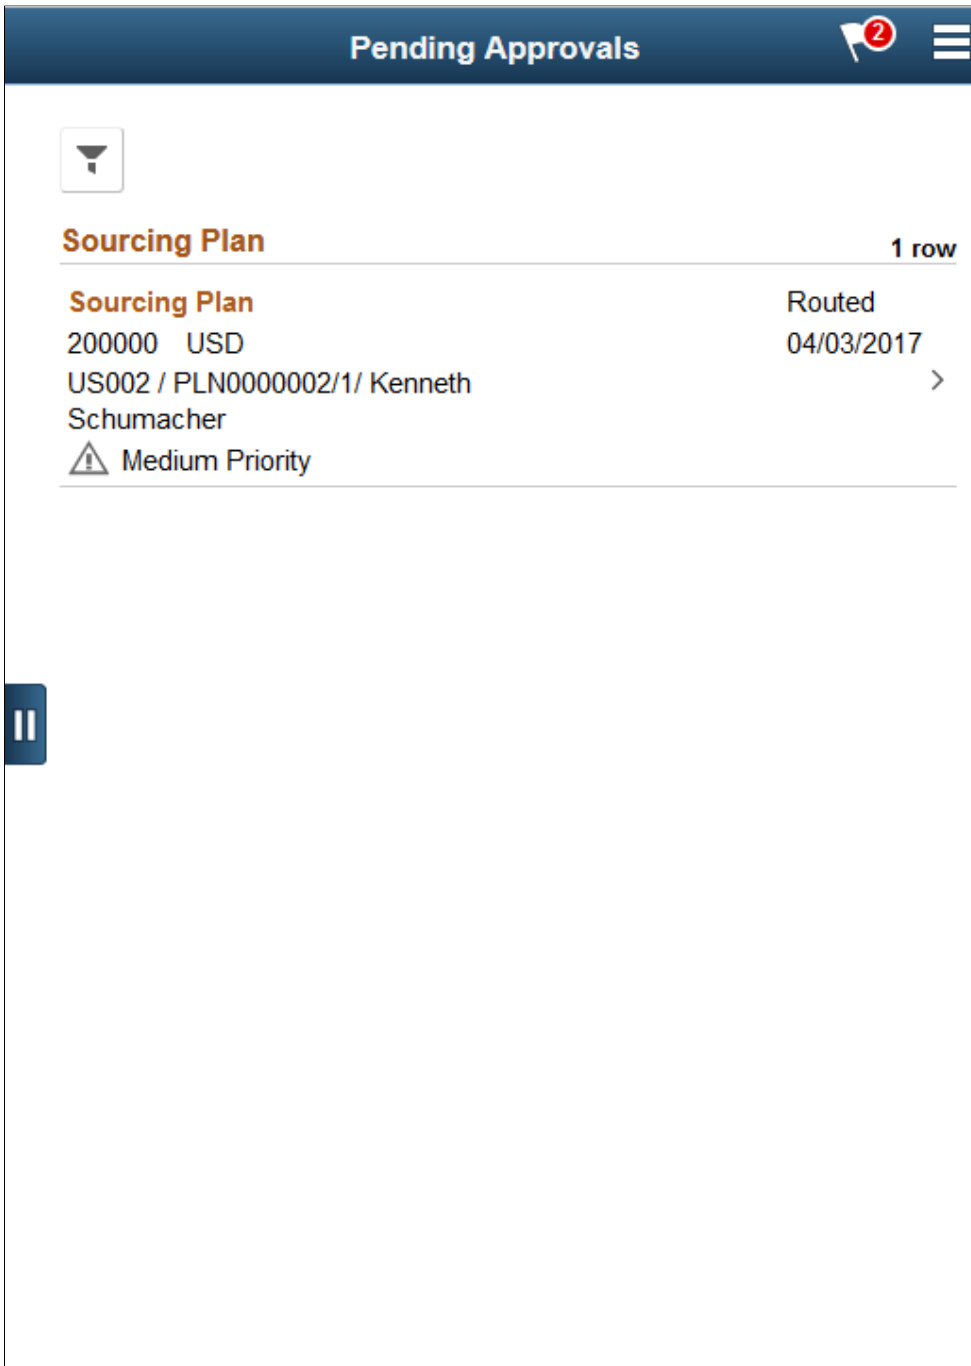 Pending Approvals
2
Sourcing Plan
1 row
Sourcing Plan
Routed
200000 USD
04/03/2017
US002 / PLN0000002/1/ Kenneth
Schumacher
Medium Priority